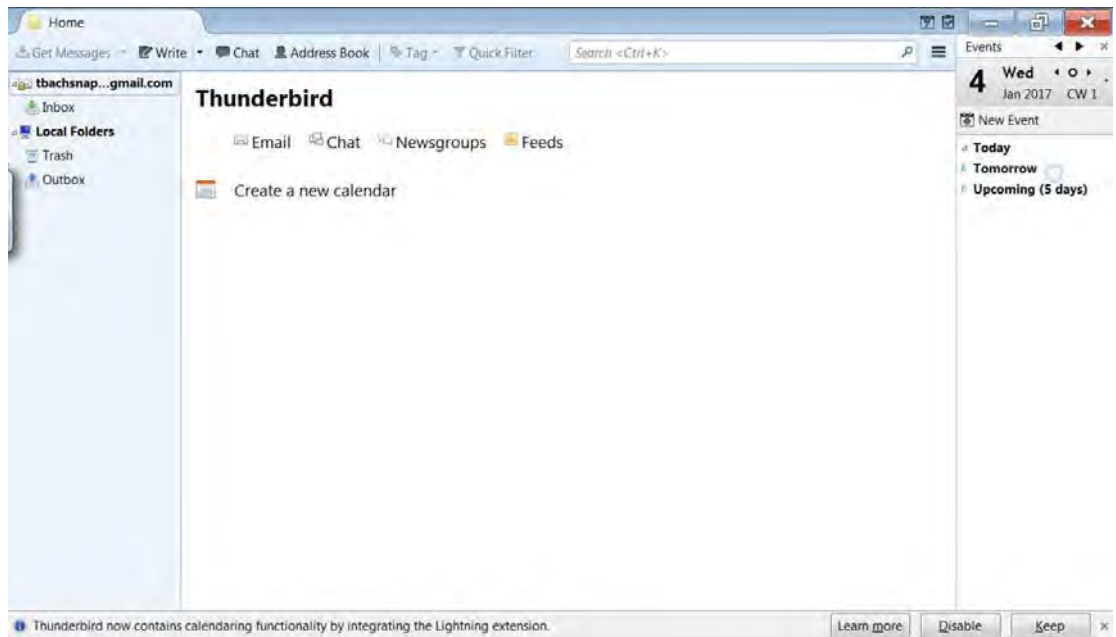 Home
Get Messages Write Chat Address Book Tag Quick Filter Search <Ctrl+K>
Events
4 Wed
Jan 2017 CW 1
New Event
Today
Tomorrow
Upcoming (5 days)
tbachsnap...gmail.com
Inbox
Local Folders
Trash
Outbox
Thunderbird
Email Chat Newsgroups Feeds
Create a new calendar
Thunderbird now contains calendaring functionality by integrating the Lightning extension. Learn more Disable Keep